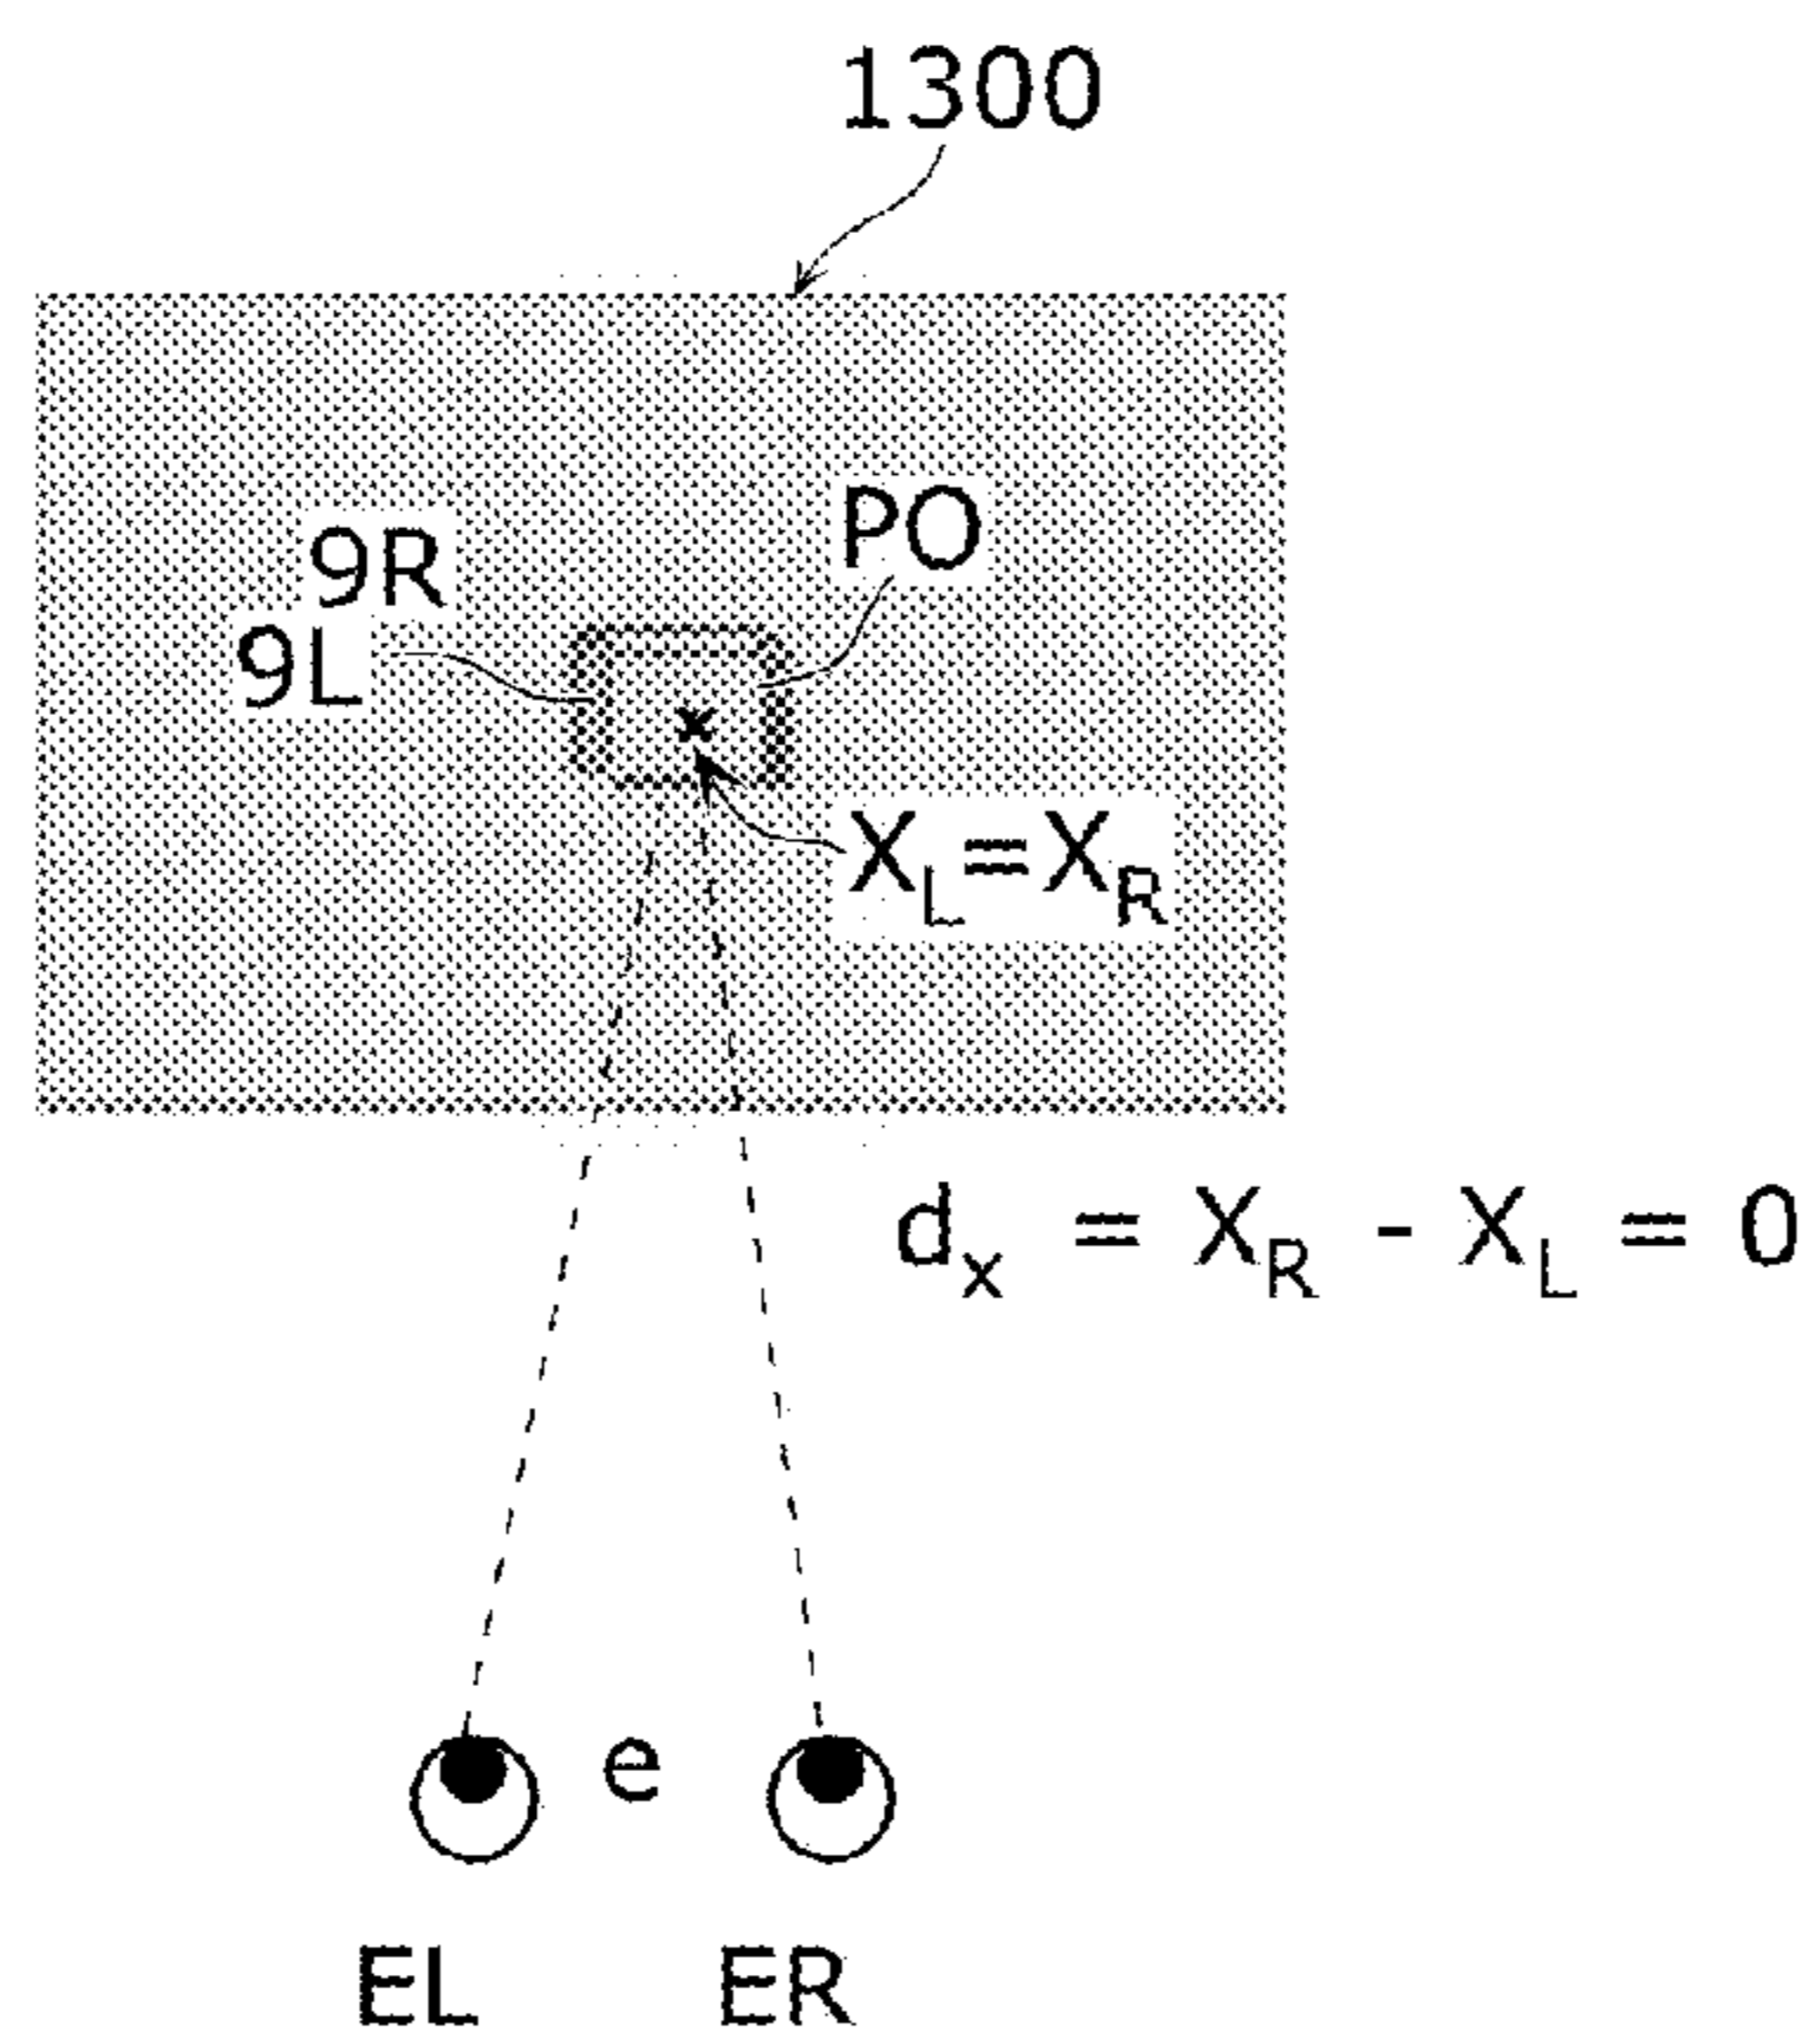 1300
PO
9R
9L
x
X_L=X_R
d_x = X_R - X_L = 0
e
EL ER